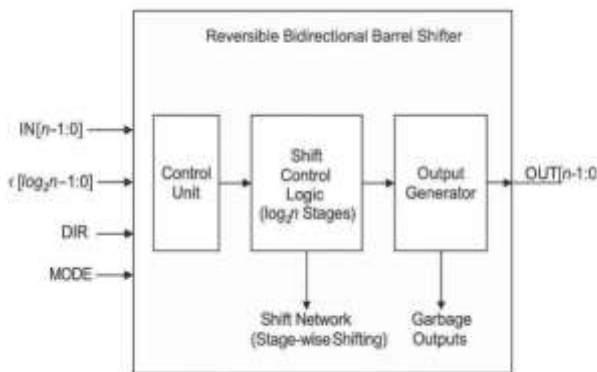 Reversible Bidirectional Barrel Shifter
IN[n-1:0]
[log₂n-1:0]
DIR
MODE
Control
Unit
Shift
Control
Logic
(log₂n Stages)
Output
Generator
OUT[n-1:0
Shift Network
(Stage-wise Shifting)
Garbage
Outputs